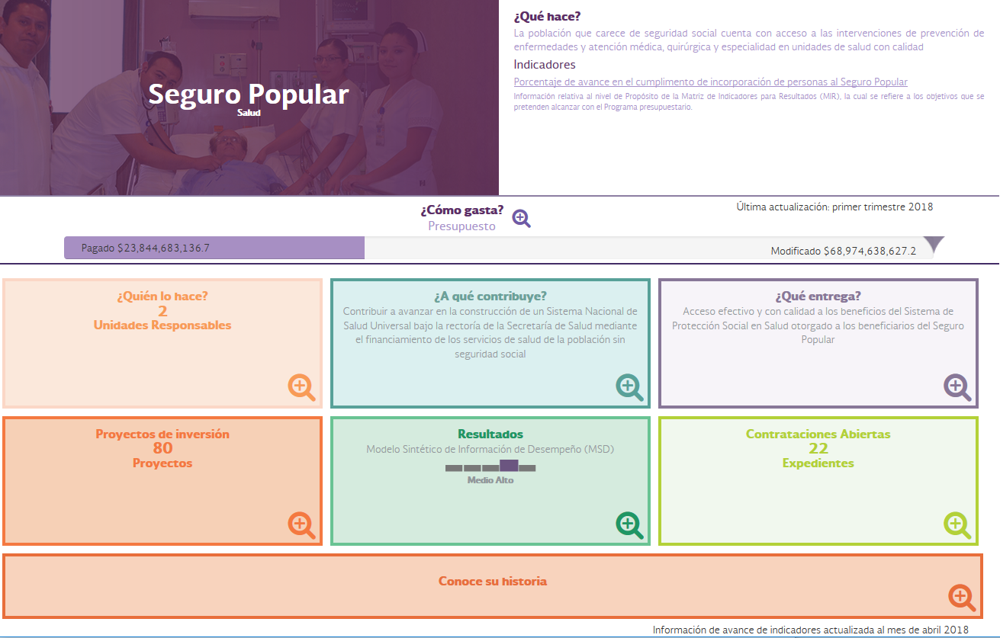 Seguro Popular
Salud
¿Qué hace?
La población que carece de seguridad social cuenta con acceso a las intervenciones de prevención de
enfermedades y atención médica, quirúrgica y especialidad en unidades de salud con calidad
Indicadores
Porcentaje de avance en el cumplimento de incorporación de personas al Seguro Popular
Información relativa al nivel de Propósito de la Matriz de Indicadores para Resultados (MIR), la cual se refiere a los objetivos que se
pretenden alcanzar con el Programa presupuestario.
¿Cómo gasta?
Presupuesto
Última actualización: primer trimestre 2018
Pagado $23,844,683,136.7
Modificado $68,974,638,627.2
¿Quién lo hace?
2
Unidades Responsables
¿A qué contribuye?
Contribuir a avanzar en la construcción de un Sistema Nacional de
Salud Universal bajo la rectoría de la Secretaría de Salud mediante
el financiamiento de los servicios de salud de la población sin
seguridad social
¿Qué entrega?
Acceso efectivo y con calidad a los beneficios del Sistema de
Protección Social en Salud otorgado a los beneficiarios del Seguro
Popular
Proyectos de inversión
80
Proyectos
Resultados
Modelo Sintético de Información de Desempeño (MSD)
Medio Alto
Contrataciones Abiertas
22
Expedientes
Conoce su historia
Información de avance de indicadores actualizada al mes de abril 2018